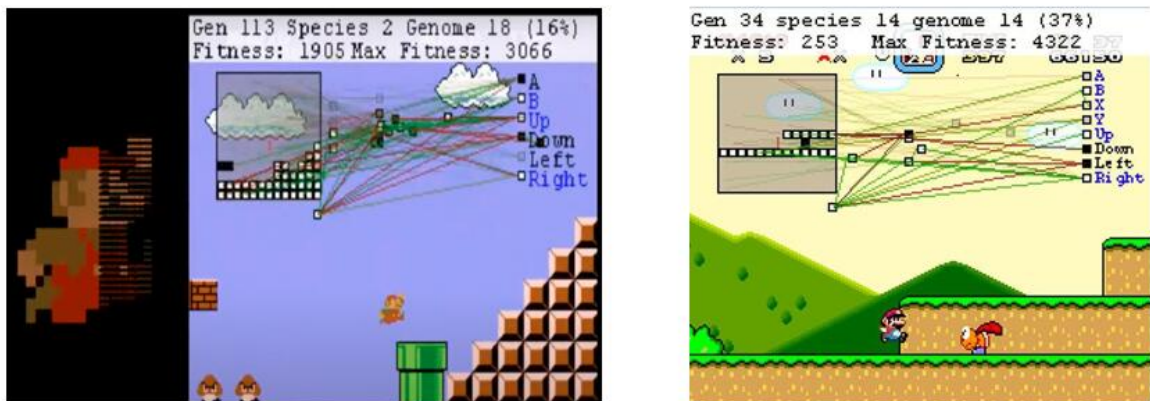 Gen 113 Species 2 Genome 18 (16%)
Fitness: 1905 Max Fitness: 3066
A
B
Up
Down
Left
Right
Gen 34 species 14 genome 14 (37%)
Fitness: 253 Max Fitness: 4322
A
B
X
Y
Up
Down
Left
Right